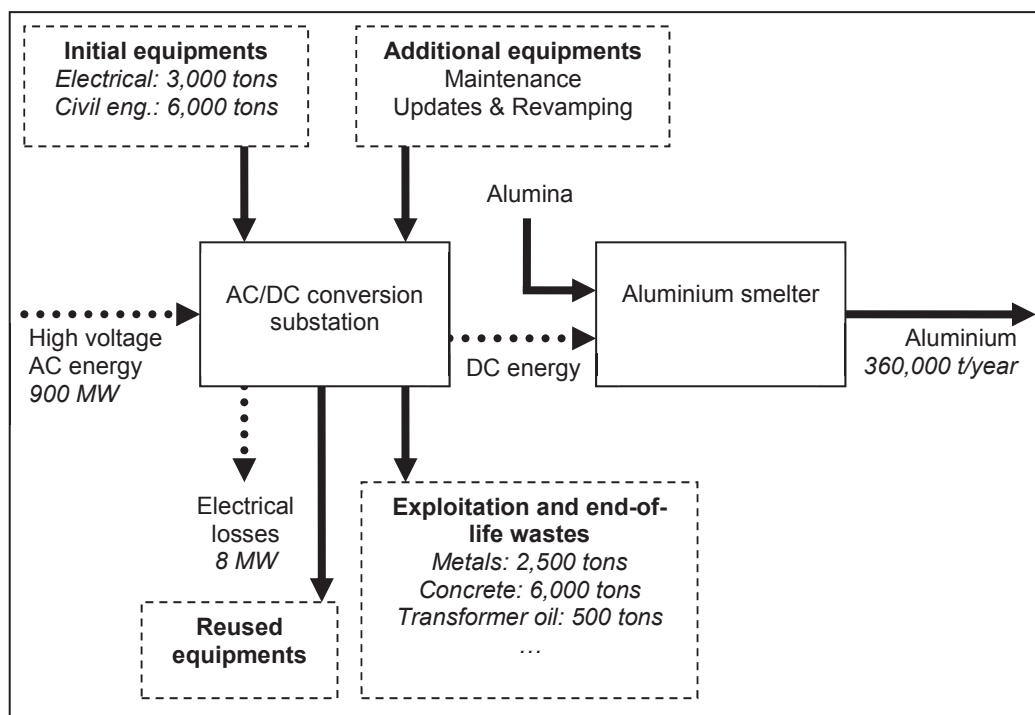 Initial equipments
Electrical: 3,000 tons
Civil eng.: 6,000 tons
Additional equipments
Maintenance
Updates & Revamping
Alumina
AC/DC conversion
substation
Aluminium smelter
High voltage
AC energy
900 MW
DC energy
Aluminium
360,000 t/year
Electrical
losses
8 MW
Exploitation and end-of-
life wastes
Metals: 2,500 tons
Concrete: 6,000 tons
Transformer oil: 500 tons
…
Reused
equipments